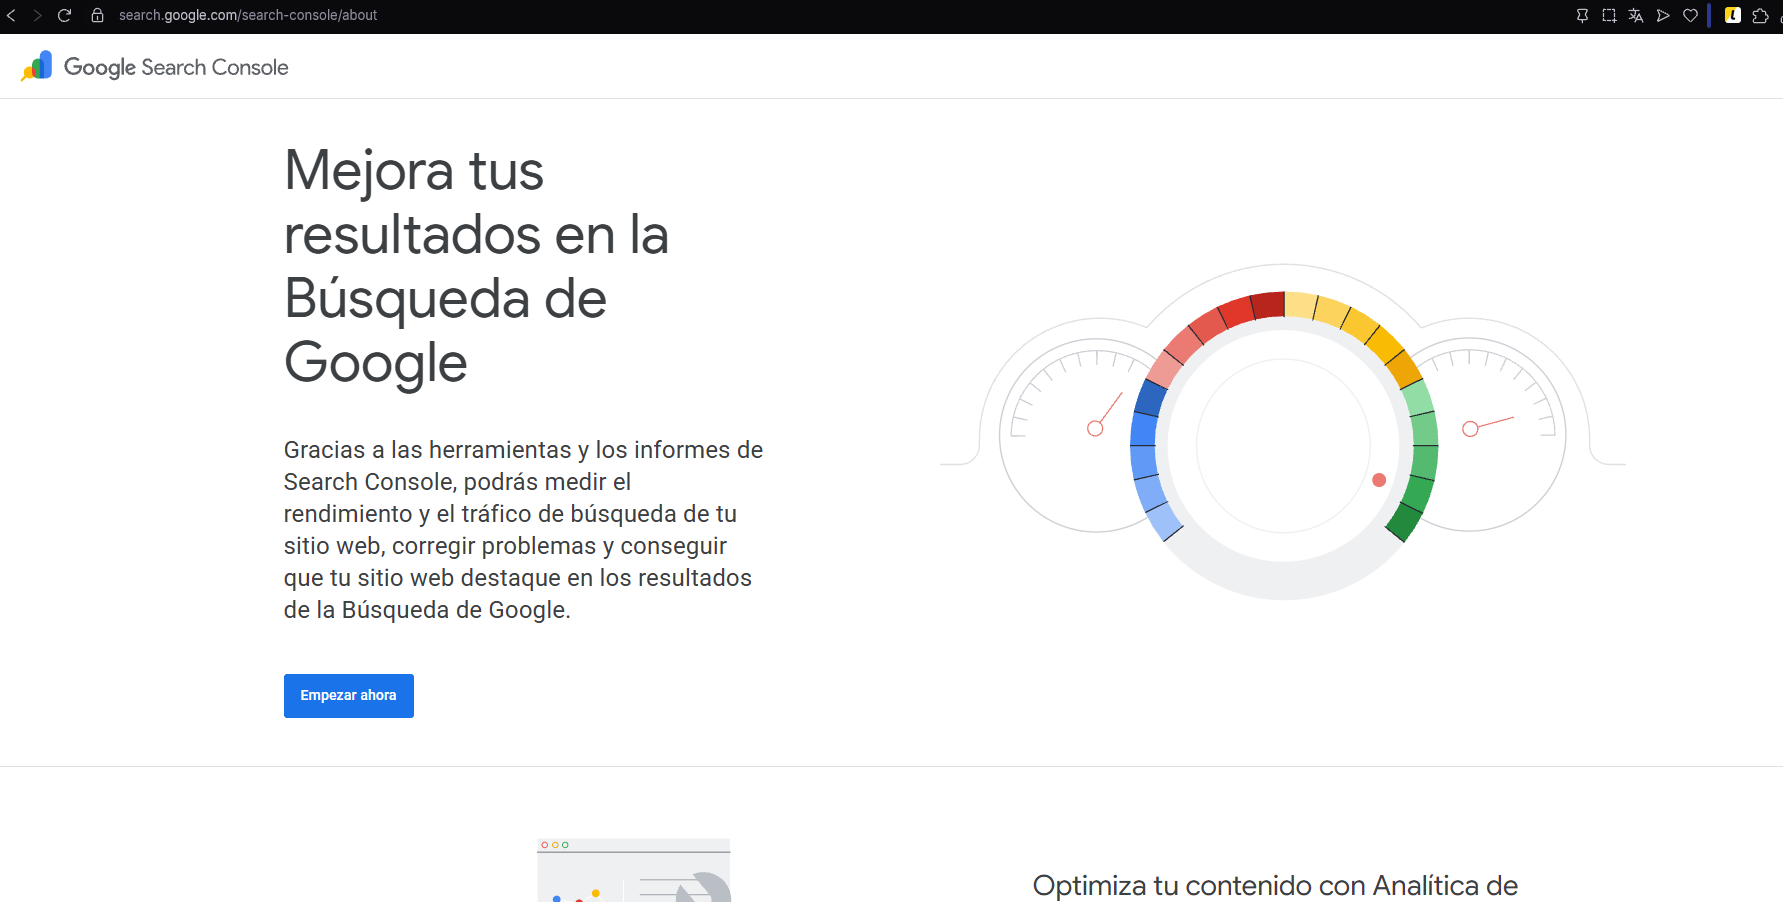 search.google.com/search-console/about
Google Search Console
Mejora tus
resultados en la
Búsqueda de
Google
Gracias a las herramientas y los informes de
Search Console, podrás medir el
rendimiento y el tráfico de búsqueda de tu
sitio web, corregir problemas y conseguir
que tu sitio web destaque en los resultados
de la Búsqueda de Google.
Empezar ahora
Optimiza tu contenido con Analítica de